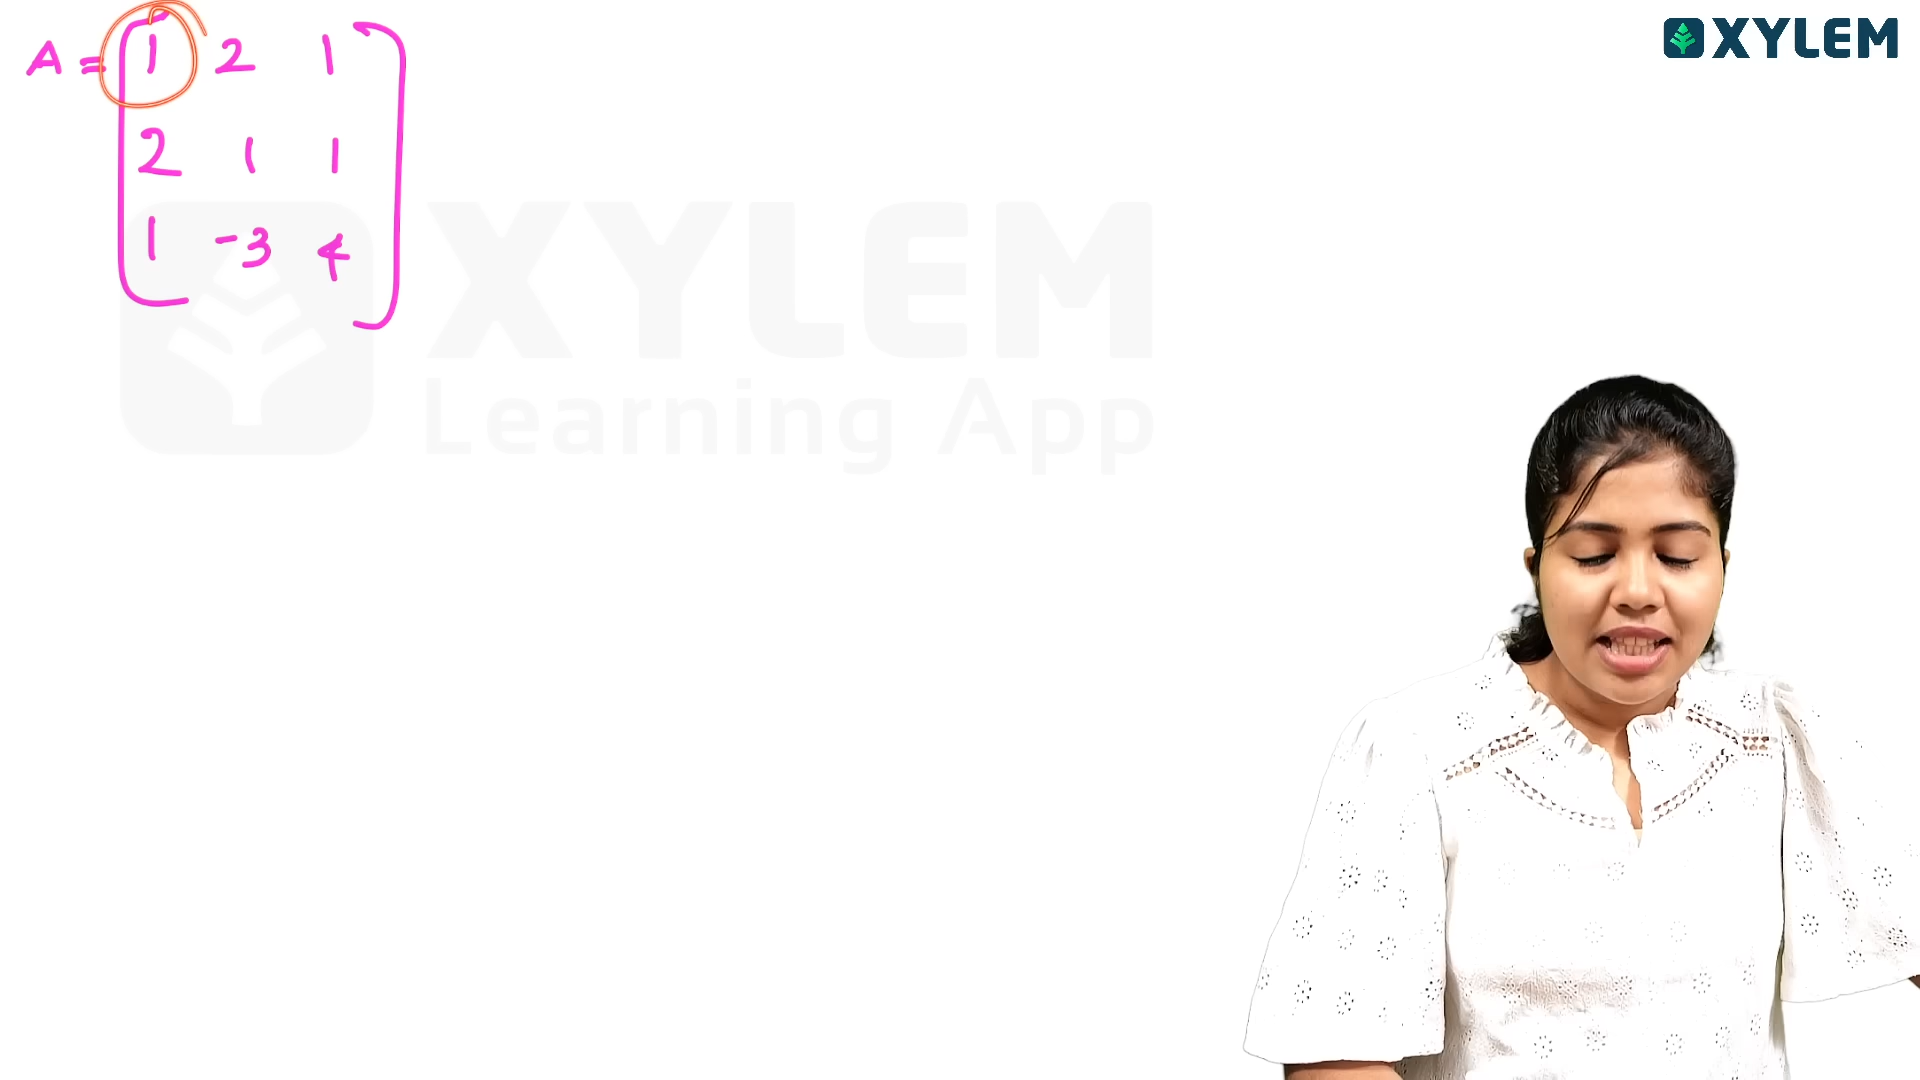 XYLEM
A = [1 2 1
2 1 1
1 -3 4]
XYLEM
Learning App